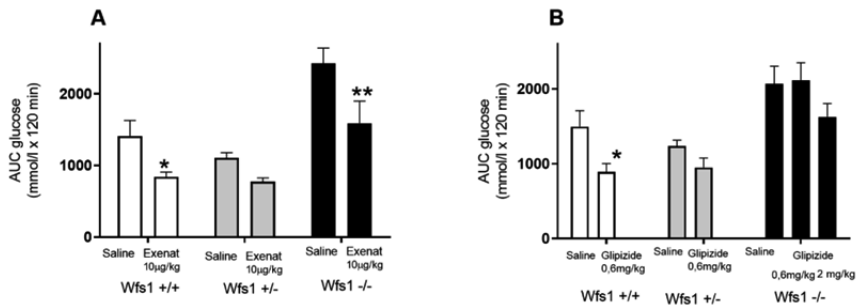 A
AUC glucose
(mmol/l x 120 min)
2000
1000
0
*
**
Saline Exenat Saline Exenat Saline Exenat
10µg/kg 10µg/kg 10µg/kg
Wfs1 +/+ Wfs1 +/- Wfs1 -/-
B
AUC glucose
(mmol/l x 120 min)
2000
1000
0
*
Saline Glipizide Saline Glipizide Saline Glipizide
0,6mg/kg 0,6mg/kg 0,6mg/kg 2 mg/kg
Wfs1 +/+ Wfs1 +/- Wfs1 -/-